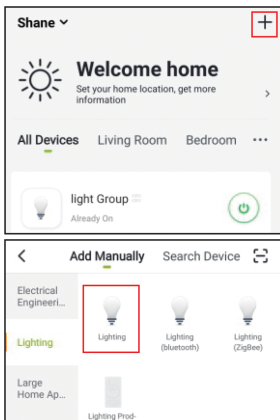 Shane
Welcome home
Set your home location, get more
information
All Devices Living Room Bedroom ...
light Group
Already On
Add Manually Search Device
Electrical
Engineeri...
Lighting
Lighting
Lighting
(bluetooth)
Lighting
(ZigBee)
Large
Home Ap...
Lighting Prod-